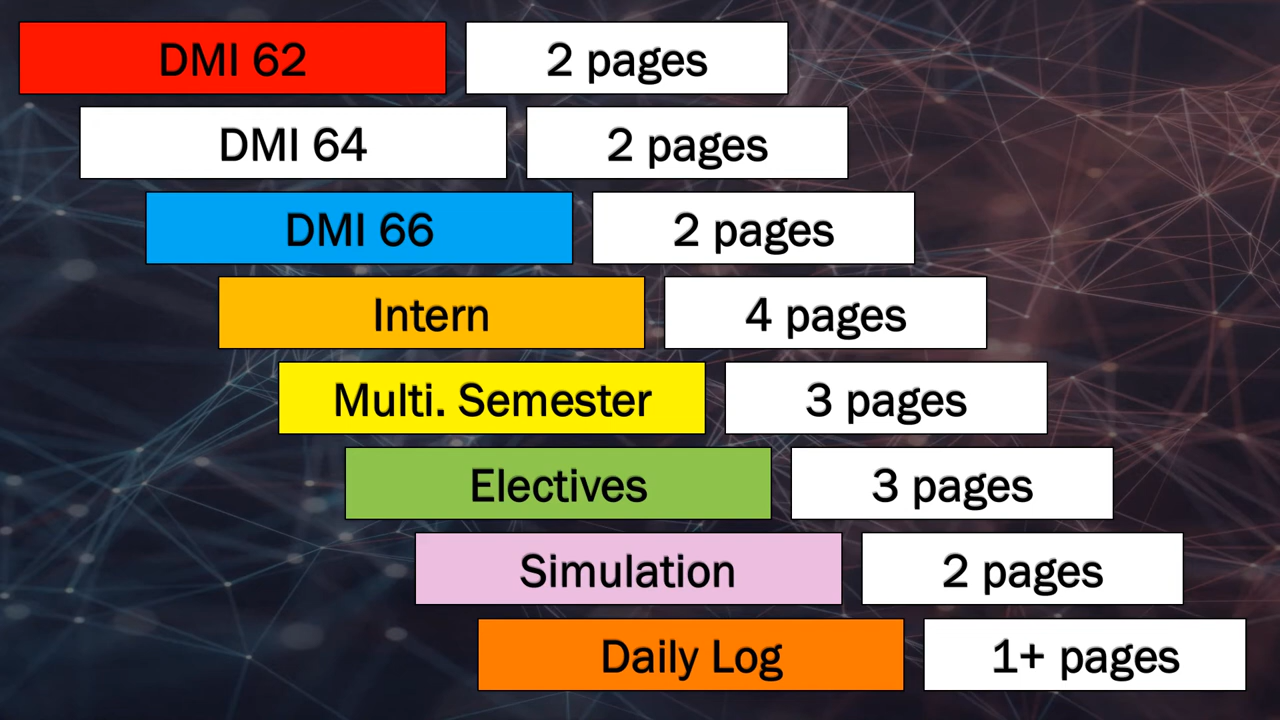 DMI 62 2 pages
DMI 64 2 pages
DMI 66 2 pages
Intern 4 pages
Multi. Semester 3 pages
Electives 3 pages
Simulation 2 pages
Daily Log 1+ pages